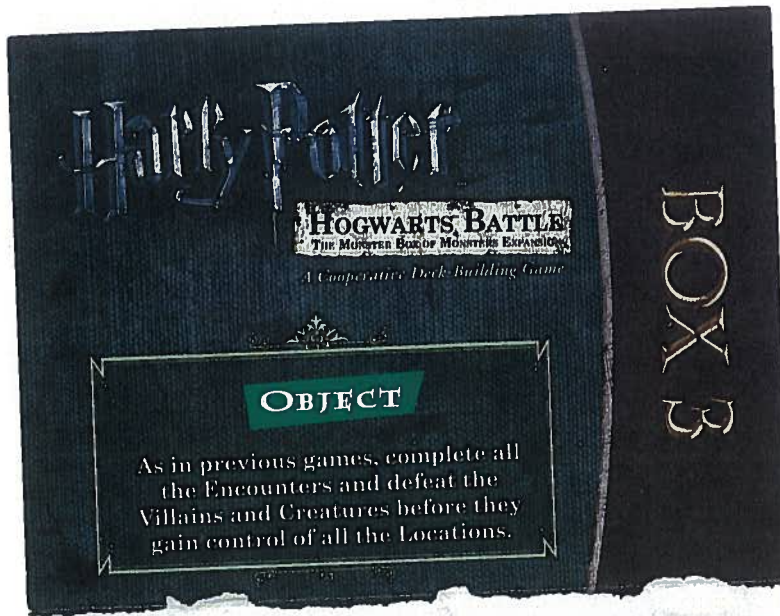 Harry Potter
HOGWARTS BATTLE
THE MONSTER BOX OF MONSTERS EXPANSION
A Cooperative Deck-Building Game
OBJECT
As in previous games, complete all
the Encounters and defeat the
Villains and Creatures before they
gain control of all the Locations.
BOX 3